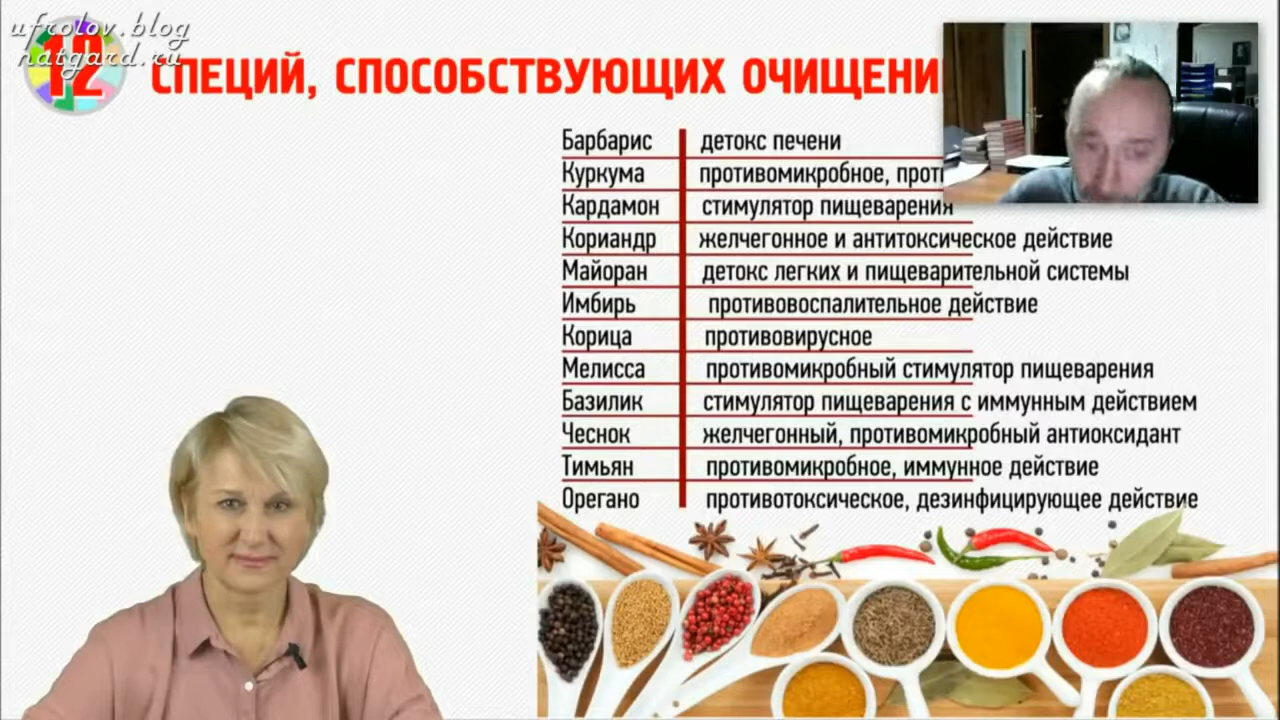 ufrolov.blog
natgard.ru
12 СПЕЦИЙ, СПОСОБСТВУЮЩИХ ОЧИЩЕНИ
Барбарис детокс печени
Куркума противомикробное,
Кардамон стимулятор пищеварения
Кориандр желчегонное и антитоксическое действие
Майоран детокс легких и пищеварительной системы
Имбирь противовоспалительное действие
Корица противовирусное
Мелисса противомикробный стимулятор пищеварения
Базилик стимулятор пищеварения с иммунным действием
Чеснок желчегонный, противомикробный антиоксидант
Тимьян противомикробное, иммунное действие
Орегано противотоксическое, дезинфицирующее действие